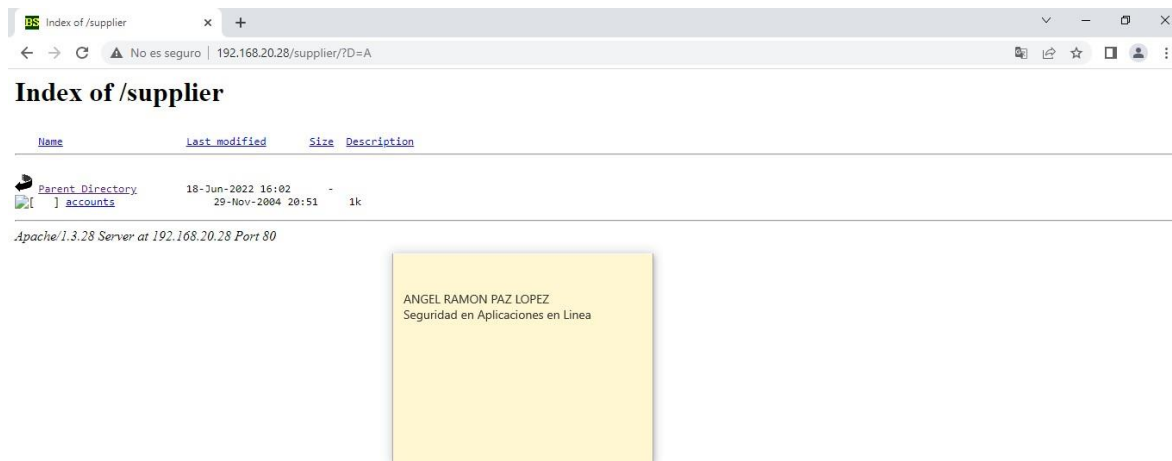 BS Index of /supplier
No es seguro | 192.168.20.28/supplier/?D=A
Index of /supplier
Name Last modified Size Description
Parent Directory 18-Jun-2022 16:02 -
[ ] accounts 29-Nov-2004 20:51 1k
Apache/1.3.28 Server at 192.168.20.28 Port 80
ANGEL RAMON PAZ LOPEZ
Seguridad en Aplicaciones en Linea